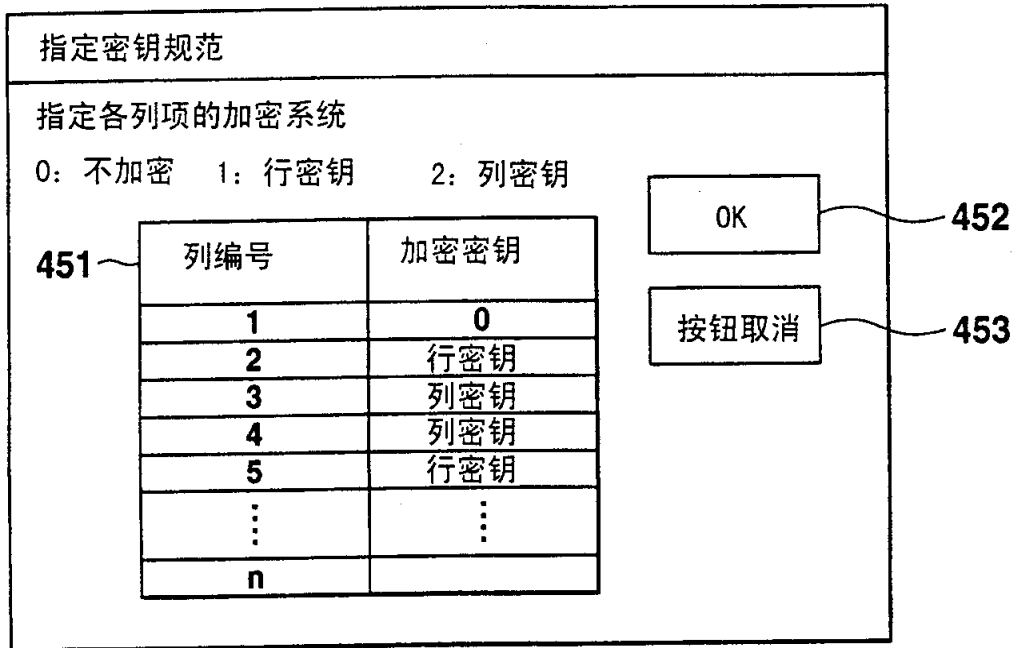 指定密钥规范
指定各列项的加密系统
0: 不加密 1: 行密钥 2: 列密钥
OK 452
451 列编号 加密密钥
按钮取消 453
1 0
2 行密钥
3 列密钥
4 列密钥
5 行密钥
⋮ ⋮
n